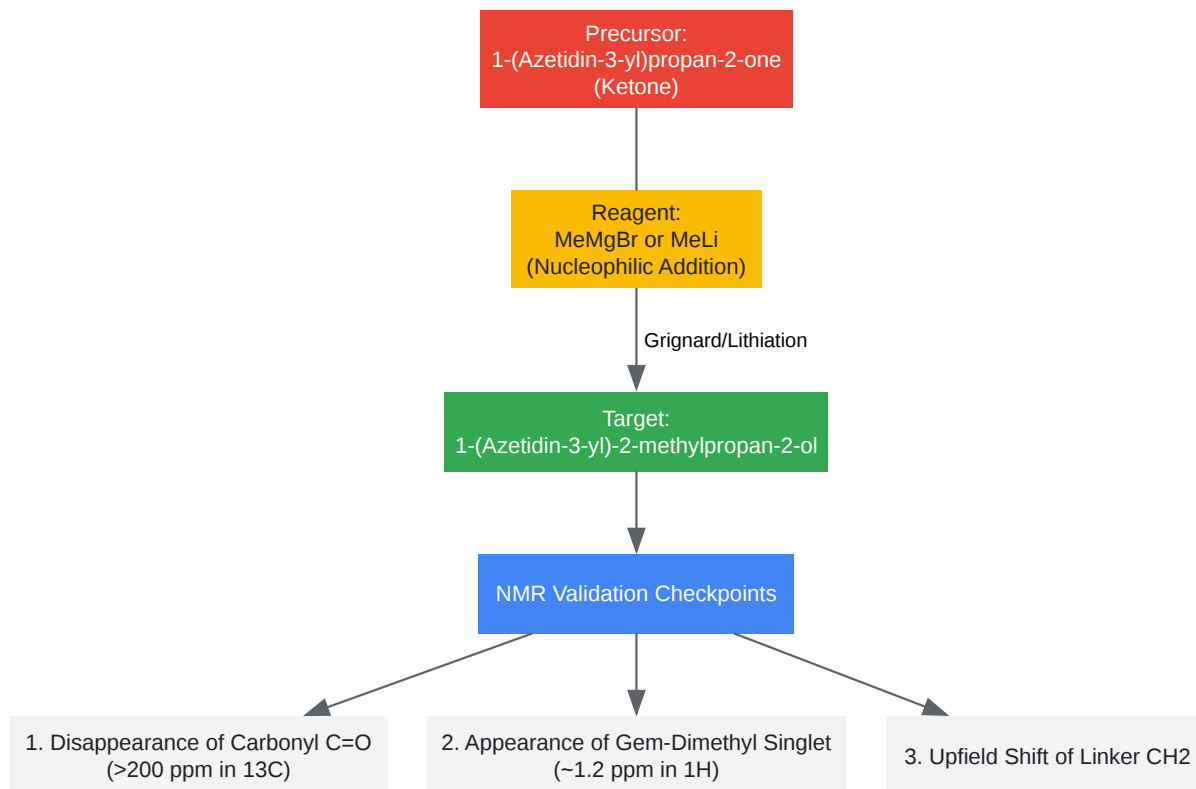 Precursor:
1-(Azetidin-3-yl)propan-2-one
(Ketone)
Reagent:
MeMgBr or MeLi
(Nucleophilic Addition)
Grignard/Lithiation
Target:
1-(Azetidin-3-yl)-2-methylpropan-2-ol
NMR Validation Checkpoints
1. Disappearance of Carbonyl C=O
(>200 ppm in 13C)
2. Appearance of Gem-Dimethyl Singlet
(~1.2 ppm in 1H)
3. Upfield Shift of Linker CH2